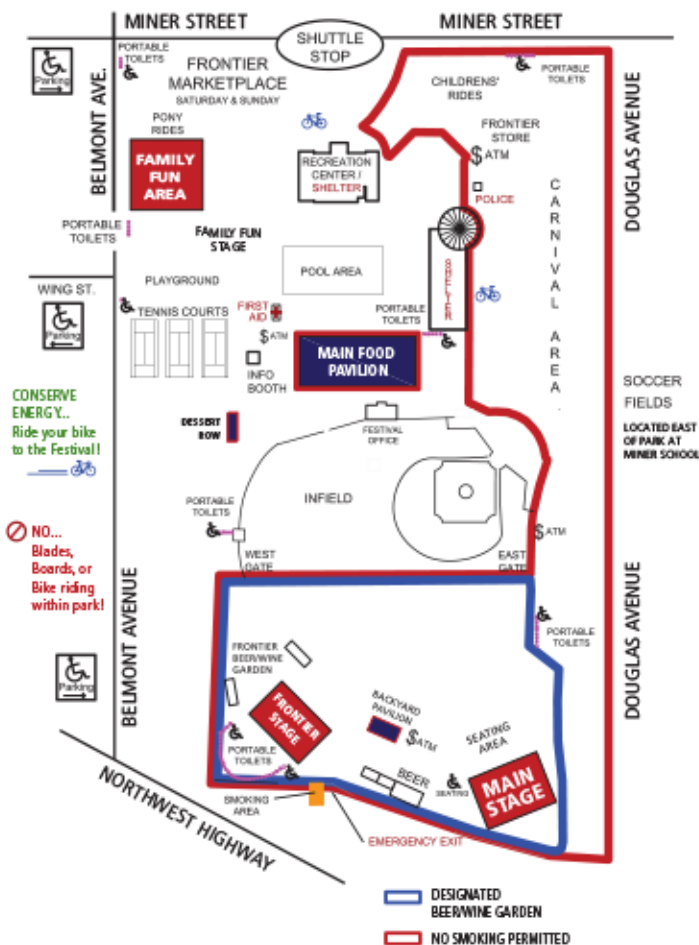 MINER STREET
MINER STREET
SHUTTLE
STOP
Parking
PORTABLE
TOILETS
FRONTIER
MARKETPLACE
SATURDAY & SUNDAY
CHILDRENS'
RIDES
PORTABLE
TOILETS
BELMONT AVE.
DOUGLAS AVENUE
PONY
RIDES
FAMILY
FUN
AREA
RECREATION
CENTER /
SHELTER
FRONTIER
STORE
$ ATM
POLICE
CARNIVAL AREA
PORTABLE
TOILETS
FAMILY FUN
STAGE
POOL AREA
SHELTER
WING ST.
Parking
PLAYGROUND
TENNIS COURTS
FIRST
AID
$ ATM
INFO
BOOTH
PORTABLE
TOILETS
MAIN FOOD
PAVILION
SOCCER
FIELDS
LOCATED EAST
OF PARK AT
MINER SCHOOL
CONSERVE
ENERGY...
Ride your bike
to the Festival!
DESSERT
ROW
FESTIVAL
OFFICE
INFIELD
PORTABLE
TOILETS
WEST
GATE
EAST
GATE
$ ATM
NO...
Blades,
Boards, or
Bike riding
within park!
BELMONT AVENUE
DOUGLAS AVENUE
PORTABLE
TOILETS
Parking
FRONTIER
BEER/WINE
GARDEN
FRONTIER
STAGE
BACKYARD
PAVILION
$ ATM
SEATING
AREA
PORTABLE
TOILETS
BEER
SEATING
MAIN
STAGE
SMOKING
AREA
EMERGENCY EXIT
NORTHWEST HIGHWAY
DESIGNATED
BEER/WINE GARDEN
NO SMOKING PERMITTED